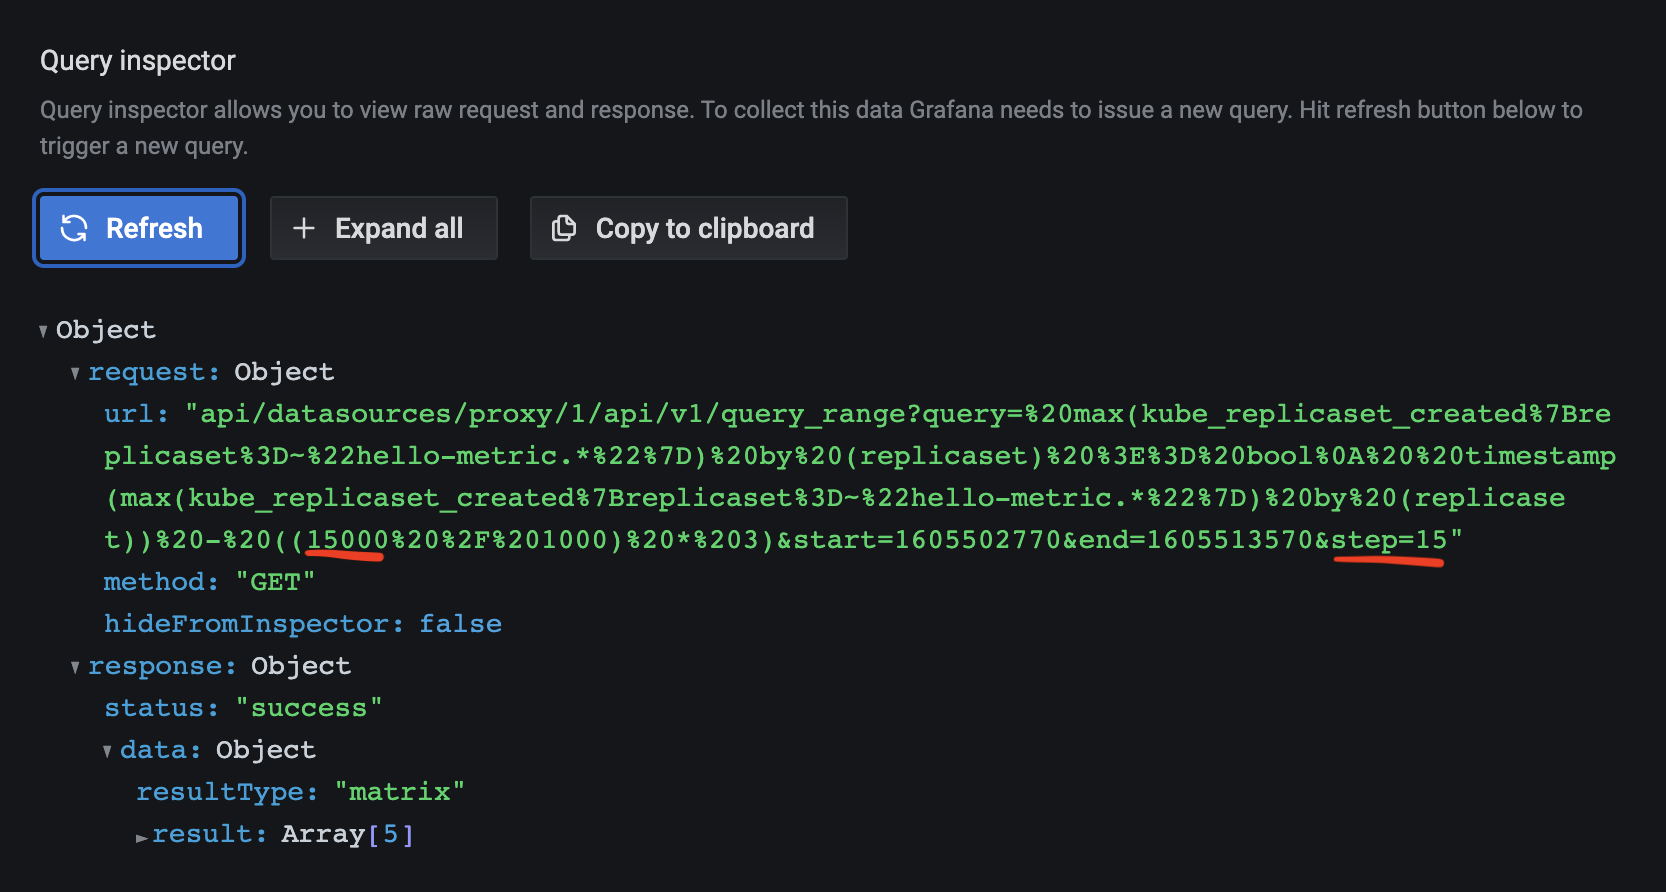 Query inspector
Query inspector allows you to view raw request and response. To collect this data Grafana needs to issue a new query. Hit refresh button below to
trigger a new query.
Refresh
Expand all
Copy to clipboard
Object
request: Object
url: "api/datasources/proxy/1/api/v1/query_range?query=%20max(kube_replicaset_created%7Bre
plicaset%3D~%22hello-metric.*%22%7D)%20by%20(replicaset)%20%3E%3D%20bool%0A%20%20timestamp
(max(kube_replicaset_created%7Breplicaset%3D~%22hello-metric.*%22%7D)%20by%20(replicase
t))%20-%20((15000%20%2F%201000)%20*%203)&start=1605502770&end=1605513570&step=15"
method: "GET"
hideFromInspector: false
response: Object
status: "success"
data: Object
resultType: "matrix"
result: Array[5]